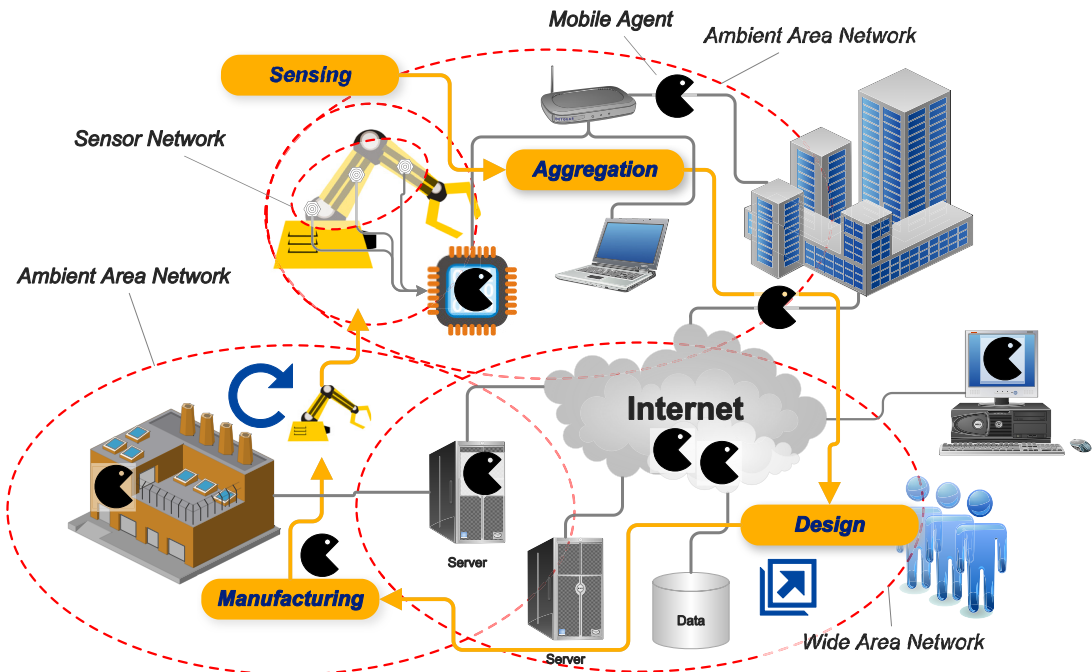 Mobile Agent
Ambient Area Network
Sensing
Sensor Network
NETGEAR
Aggregation
Ambient Area Network
Internet
Design
Server
Manufacturing
Data
Server
Wide Area Network